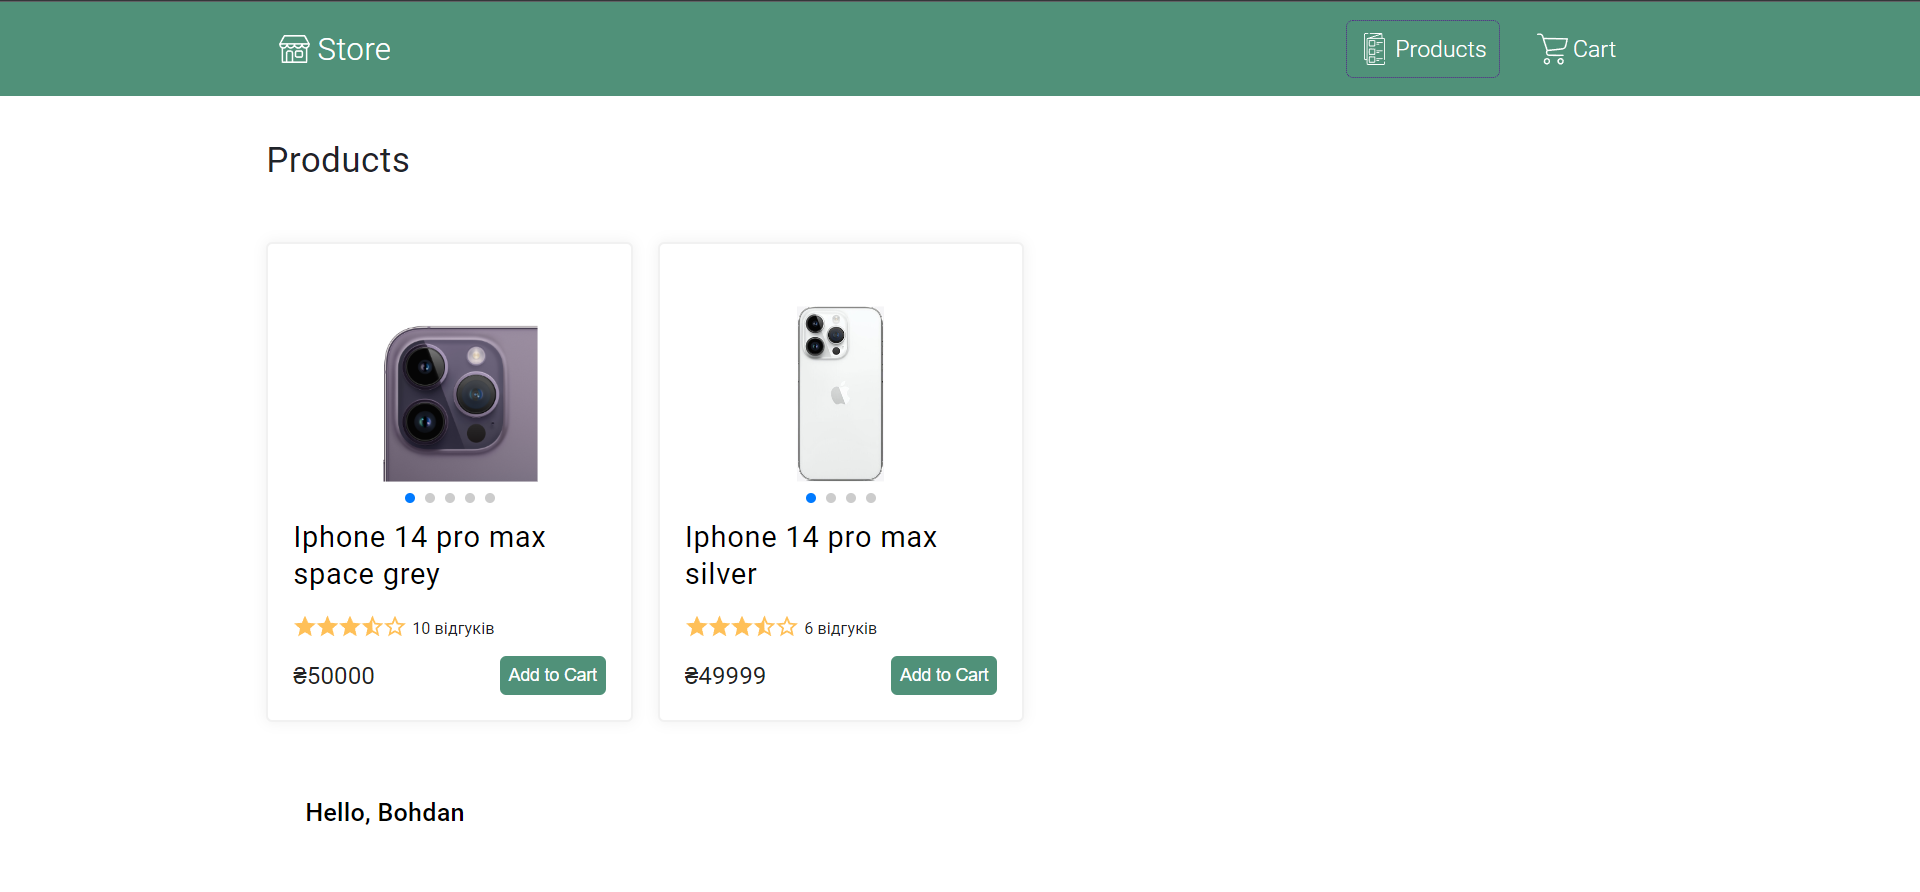 Store
Products
Cart
Products
Iphone 14 pro max
space grey
10 відгуків
₴50000
Add to Cart
Iphone 14 pro max
silver
6 відгуків
₴49999
Add to Cart
Hello, Bohdan